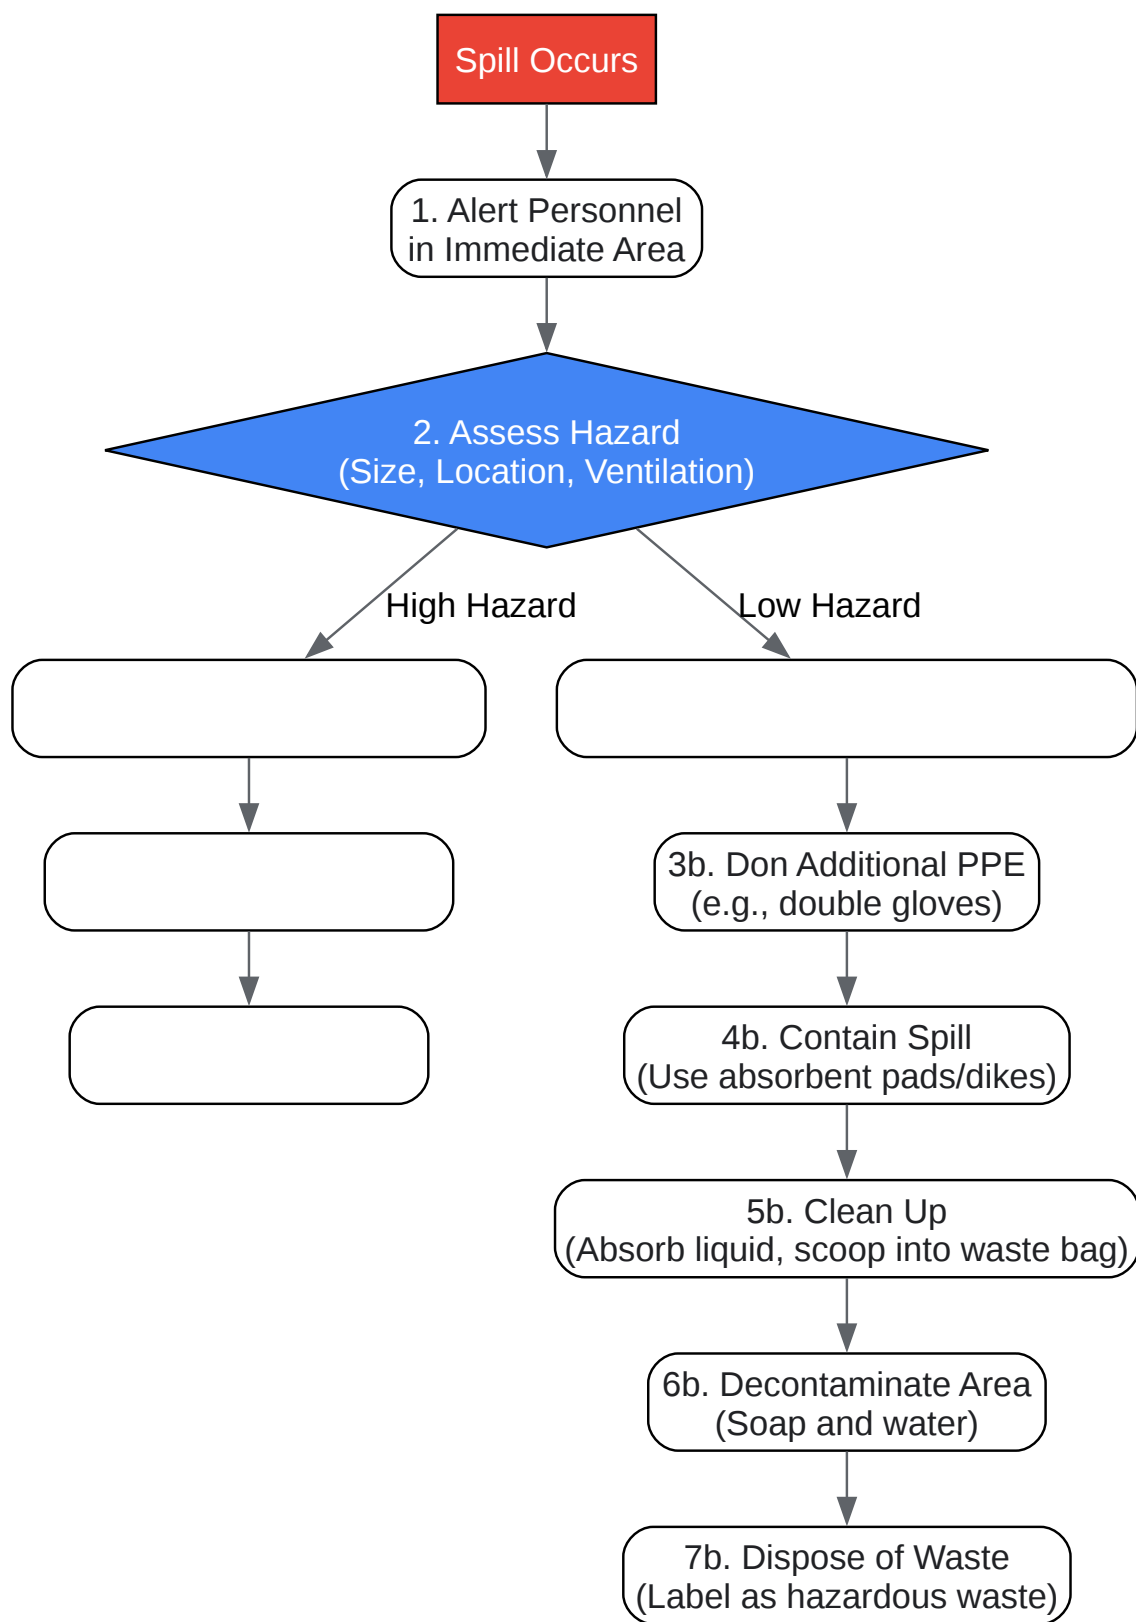 Spill Occurs
1. Alert Personnel
in Immediate Area
2. Assess Hazard
(Size, Location, Ventilation)
High Hazard
Low Hazard
3b. Don Additional PPE
(e.g., double gloves)
4b. Contain Spill
(Use absorbent pads/dikes)
5b. Clean Up
(Absorb liquid, scoop into waste bag)
6b. Decontaminate Area
(Soap and water)
7b. Dispose of Waste
(Label as hazardous waste)